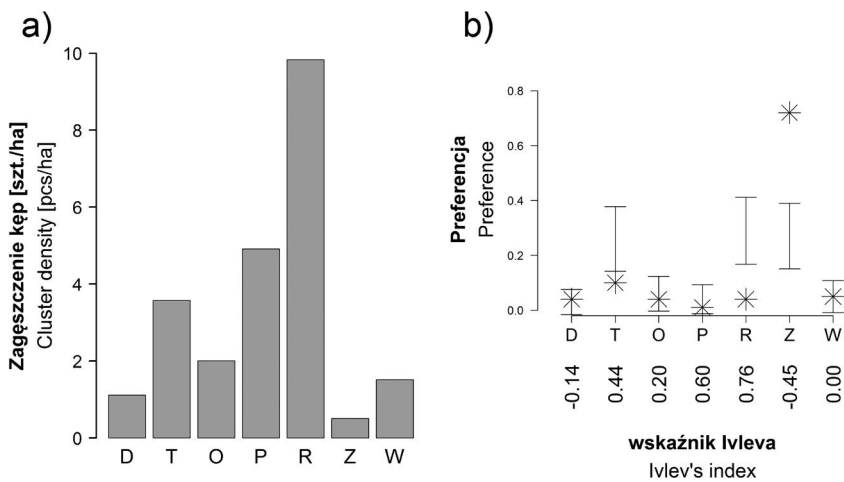 a)
Zagęszczenie kęp [szt./ha]
Cluster density [pcs/ha]
10
8
6
4
2
0
D T O P R Z W
b)
Preferencja
Preference
0.8
0.6
0.4
0.2
0.0
D T O P R Z W
-0.14 0.44 0.20 0.60 0.76 -0.45 0.00
wskaźnik Ivleva
Ivlev's index